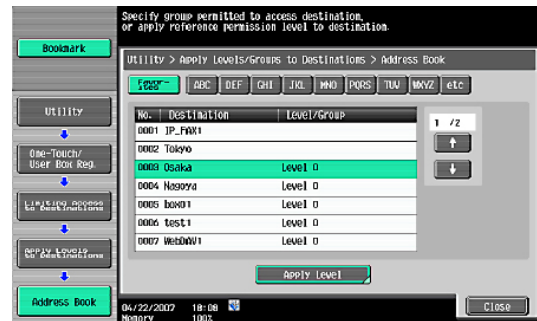 Specify group permitted to access destination,
or apply reference permission level to destination.
Bookmark
Utility > Apply Levels/Groups to Destinations > Address Book
Favor-
ites
ABC DEF GHI JKL MNO PQRS TUV WXYZ etc
Utility
One-Touch/
User Box Reg.
Limiting Access
to Destinations
Apply Levels
to Destinations
Address Book
No. Destination Level/Group
0001 IP_FAX1
0002 Tokyo
0003 Osaka Level 0
0004 Nagoya Level 0
0005 box01 Level 0
0006 test1 Level 0
0007 WebDAV1 Level 0
1 /2
Apply Level
04/22/2007 18:08
Memory 100%
Close